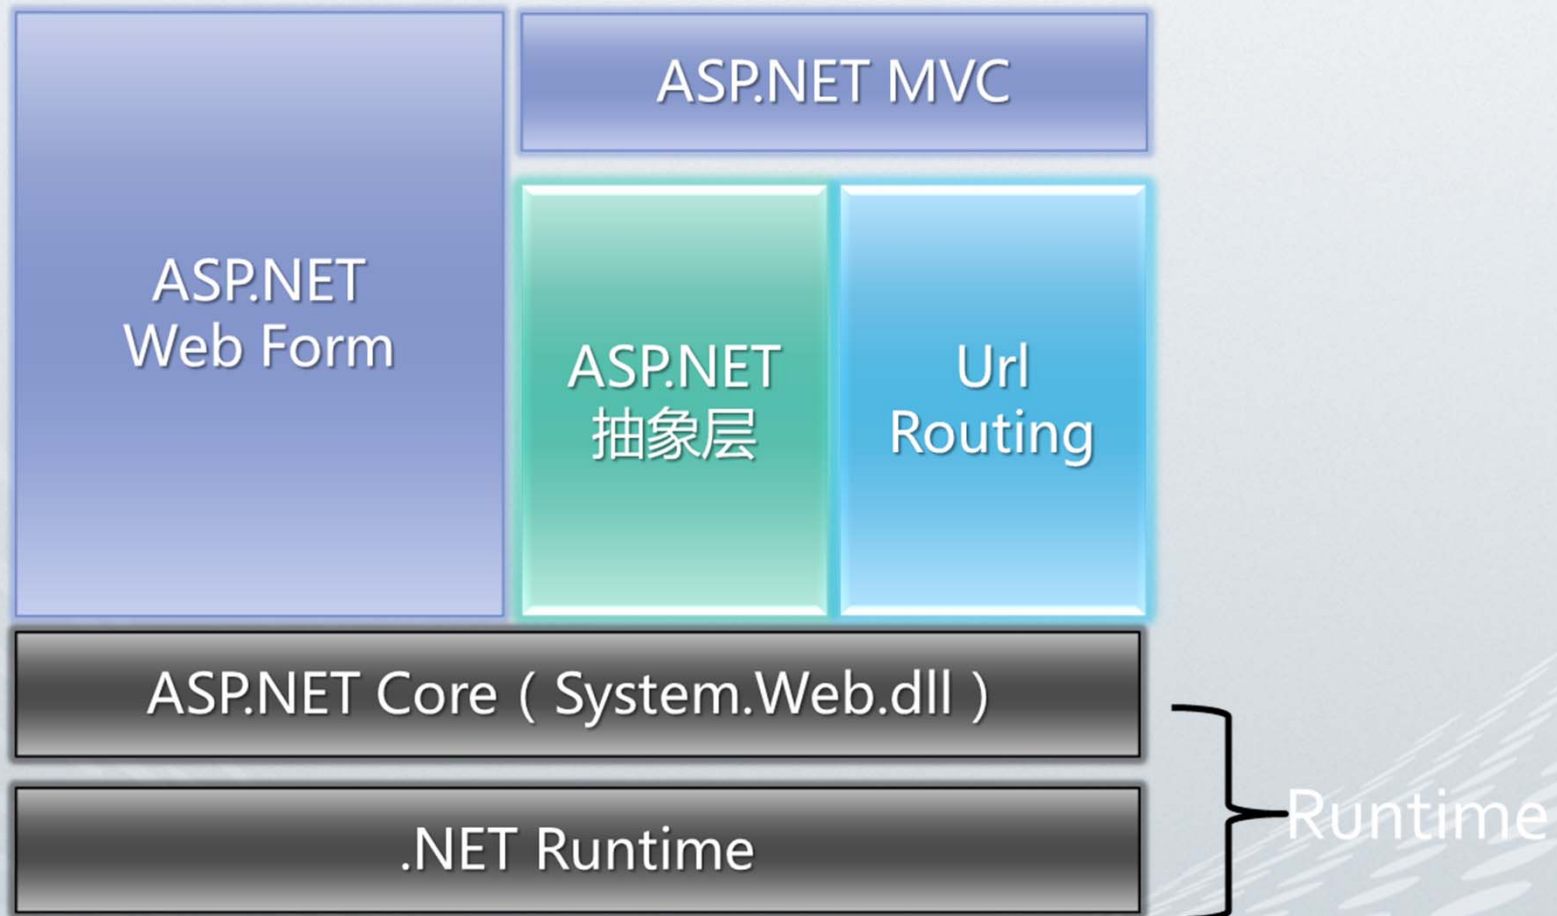 ASP.NET MVC
ASP.NET
Web Form
ASP.NET
抽象层
Url
Routing
ASP.NET Core（System.Web.dll）
.NET Runtime
Runtime